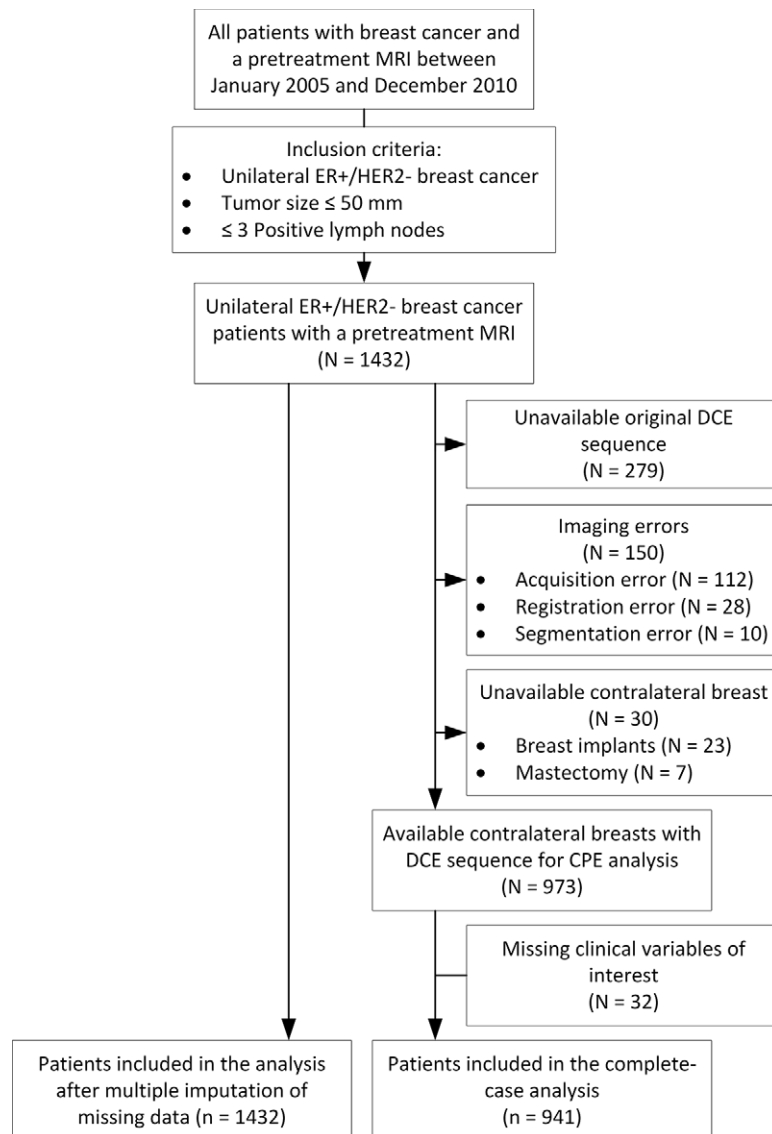 All patients with breast cancer and
a pretreatment MRI between
January 2005 and December 2010
Inclusion criteria:
• Unilateral ER+/HER2- breast cancer
• Tumor size ≤ 50 mm
• ≤ 3 Positive lymph nodes
Unilateral ER+/HER2- breast cancer
patients with a pretreatment MRI
(N = 1432)
Unavailable original DCE
sequence
(N = 279)
Imaging errors
(N = 150)
• Acquisition error (N = 112)
• Registration error (N = 28)
• Segmentation error (N = 10)
Unavailable contralateral breast
(N = 30)
• Breast implants (N = 23)
• Mastectomy (N = 7)
Available contralateral breasts with
DCE sequence for CPE analysis
(N = 973)
Missing clinical variables of
interest
(N = 32)
Patients included in the analysis
after multiple imputation of
missing data (n = 1432)
Patients included in the complete-
case analysis
(n = 941)